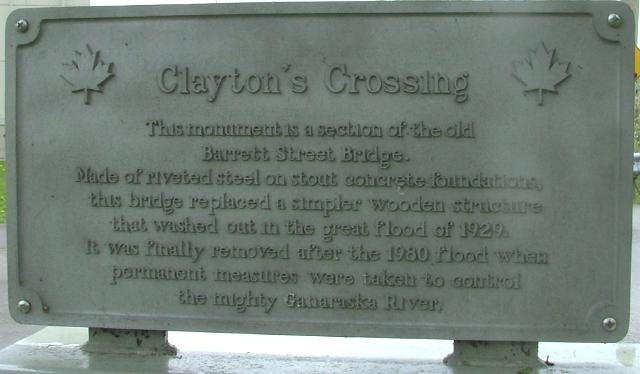 Clayton's Crossing
This monument is a section of the old
Barrett Street Bridge.
Made of riveted steel on stout concrete foundations,
this bridge replaced a simpler wooden structure
that washed out in the great flood of 1929.
It was finally removed after the 1980 flood when
permanent measures were taken to control
the mighty Ganaraska River.